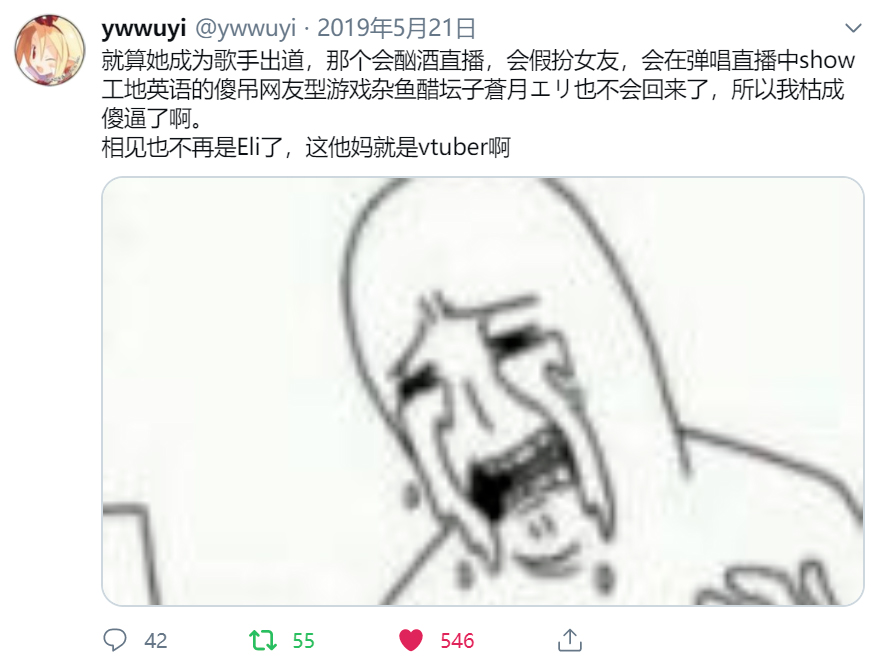 ywwuyi @ywwuyi · 2019年5月21日
就算她成为歌手出道，那个会酗酒直播，会假扮女友，会在弹唱直播中show
工地英语的傻吊网友型游戏杂鱼醋坛子蒼月エリ也不会回来了，所以我枯成
傻逼了啊。
相见也不再是Eli了，这他妈就是vtuber啊
42 55 546